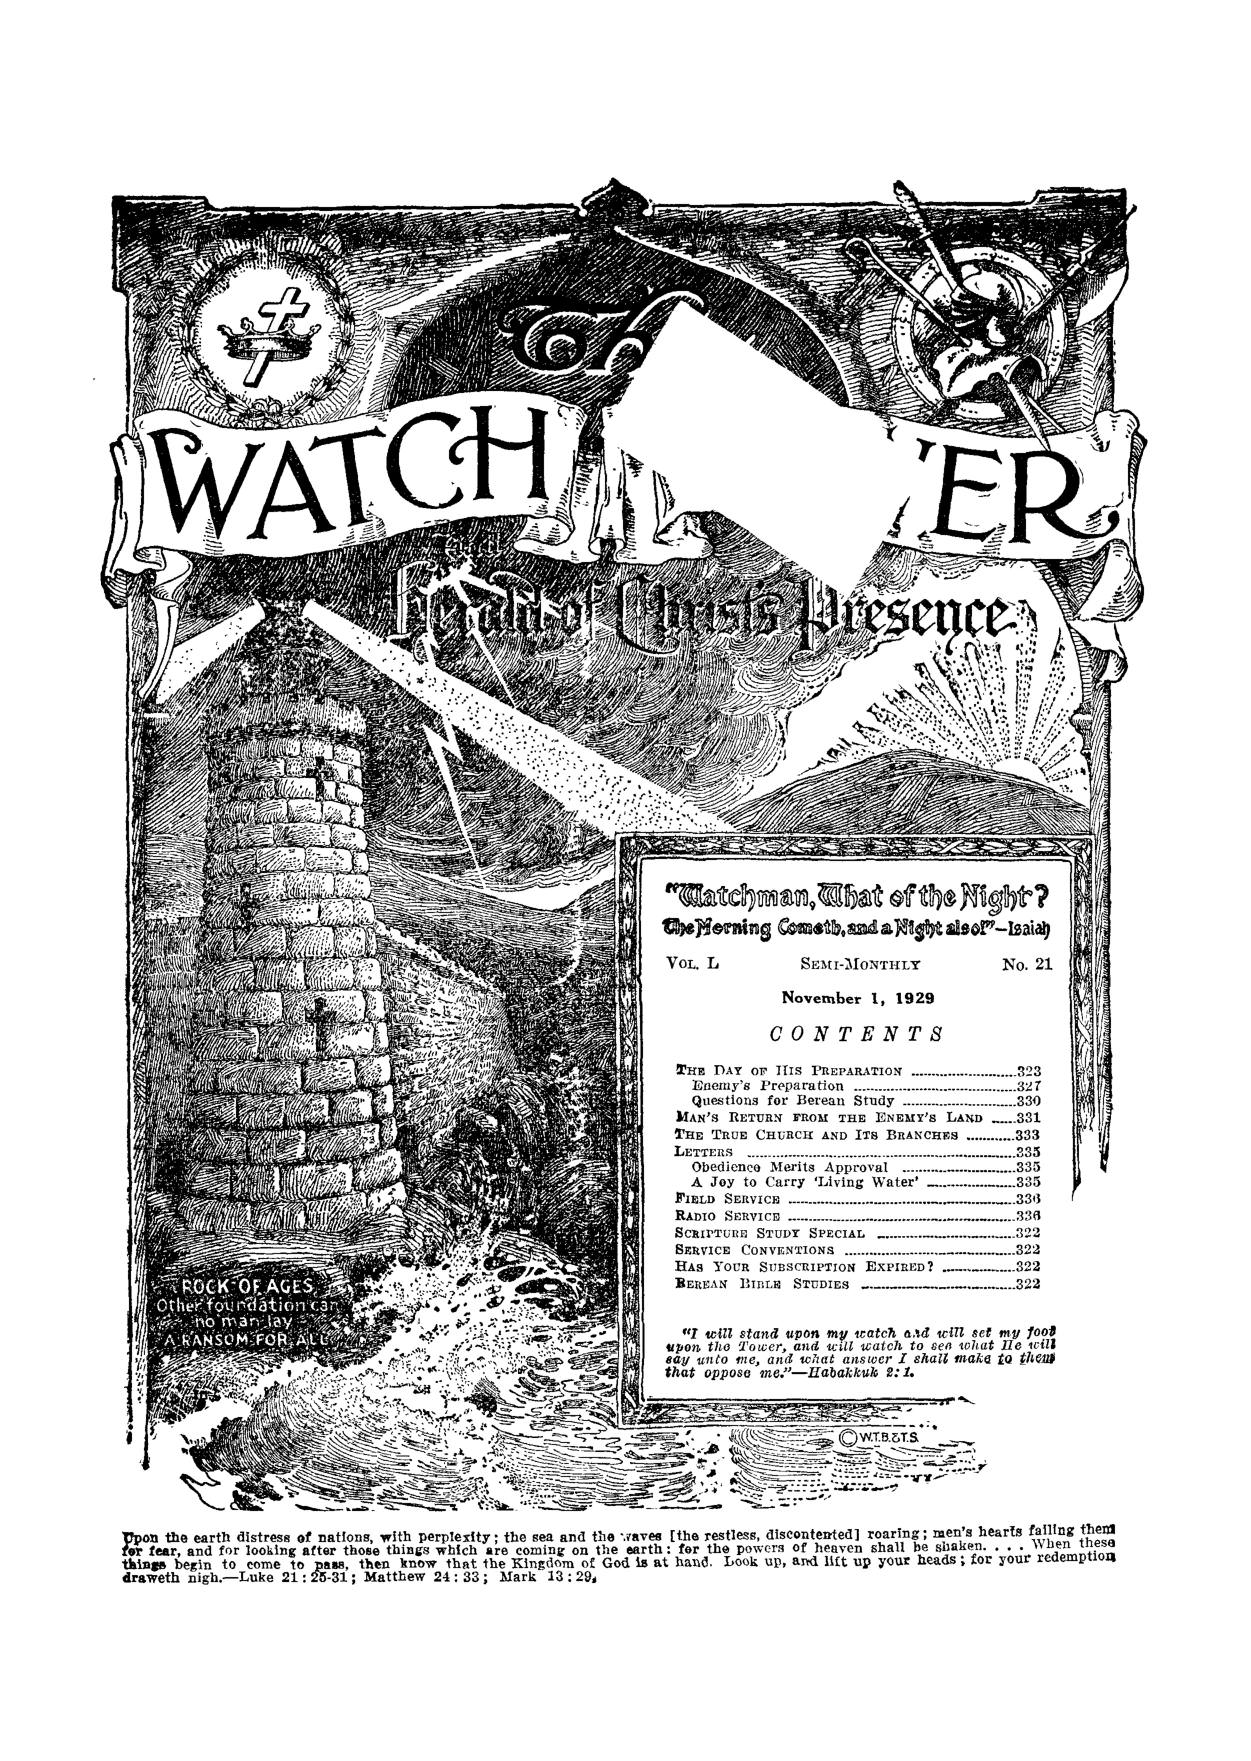 WATCH
Herald of Christ's Presence
ROCK OF AGES
Other foundation can
no man lay
A RANSOM FOR ALL
"Watchman, What of the Night?
The Morning Cometh, and a Night also!"—Isaiah
VOL. L SEMI-MONTHLY No. 21
November 1, 1929
CONTENTS
THE DAY OF HIS PREPARATION 323
Enemy's Preparation 327
Questions for Berean Study 330
MAN'S RETURN FROM THE ENEMY'S LAND 331
THE TRUE CHURCH AND ITS BRANCHES 333
LETTERS 335
Obedience Merits Approval 335
A Joy to Carry 'Living Water' 335
FIELD SERVICE 336
RADIO SERVICE 336
SCRIPTURE STUDY SPECIAL 322
SERVICE CONVENTIONS 322
HAS YOUR SUBSCRIPTION EXPIRED? 322
BEREAN BIBLE STUDIES 322
"I will stand upon my watch and will set my foot
upon the Tower, and will watch to see what He will
say unto me, and what answer I shall make to them
that oppose me."—Habakkuk 2:1.
©W.T.B.&T.S.
Upon the earth distress of nations, with perplexity; the sea and the waves [the restless, discontented] roaring; men's hearts failing them
for fear, and for looking after those things which are coming on the earth: for the powers of heaven shall be shaken. . . . When these
things begin to come to pass, then know that the Kingdom of God is at hand. Look up, and lift up your heads; for your redemption
draweth nigh.—Luke 21:25-31; Matthew 24:33; Mark 13:29.